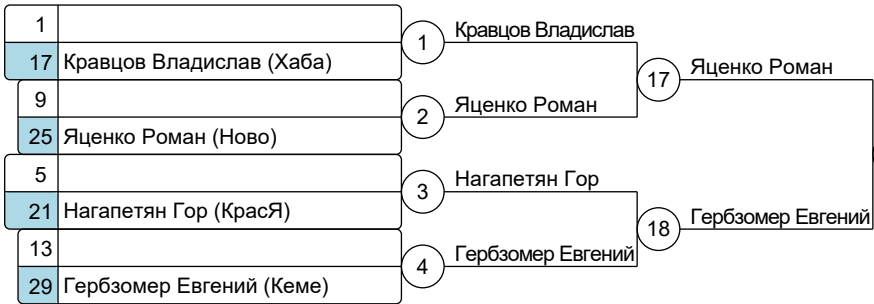 1
17 Кравцов Владислав (Хаба)
9
25 Яценко Роман (Ново)
5
21 Нагапетян Гор (КрасЯ)
13
29 Гербзомер Евгений (Кеме)
1 Кравцов Владислав
2 Яценко Роман
3 Нагапетян Гор
4 Гербзомер Евгений
17 Яценко Роман
18 Гербзомер Евгений